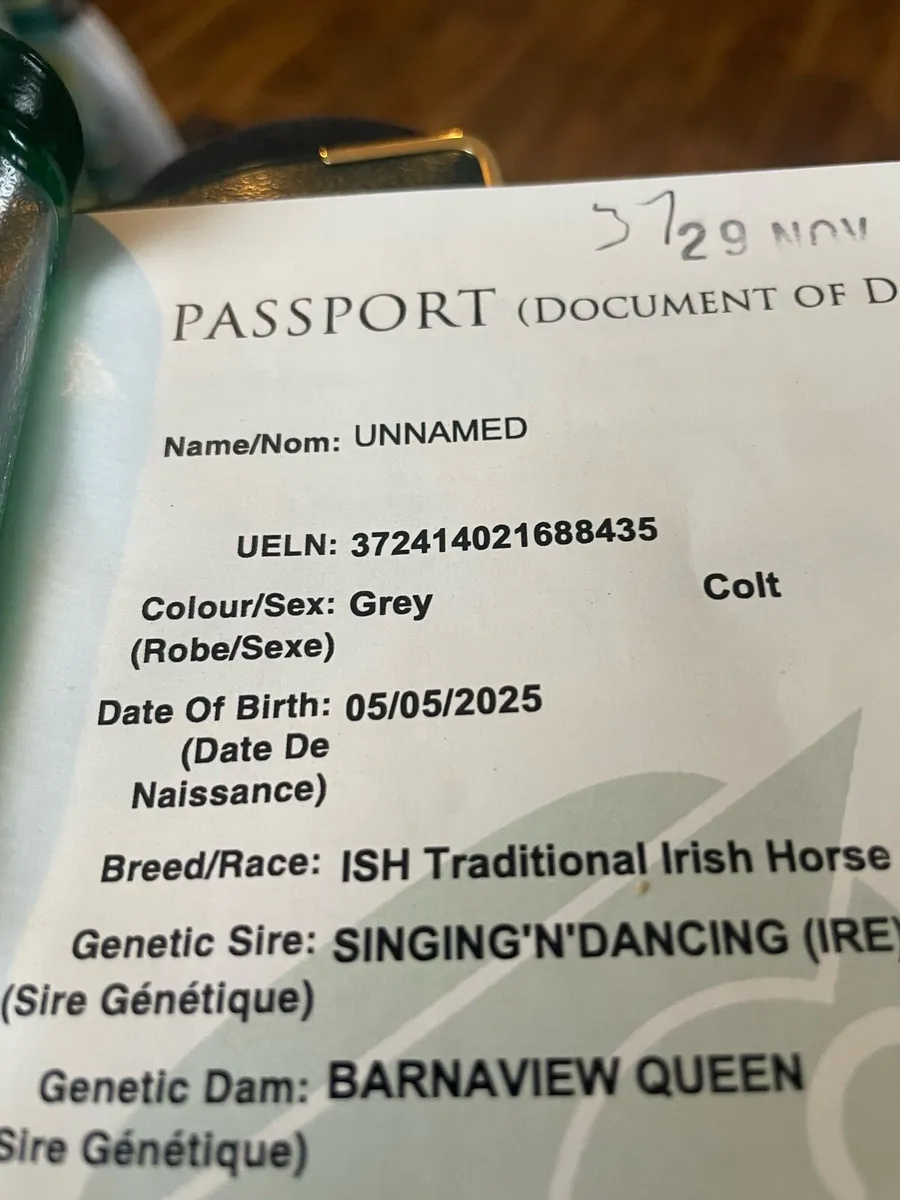 29 NOV
PASSPORT (DOCUMENT OF D
Name/Nom: UNNAMED
UELN: 372414021688435
Colour/Sex: Grey Colt
(Robe/Sexe)
Date Of Birth: 05/05/2025
(Date De
Naissance)
Breed/Race: ISH Traditional Irish Horse
Genetic Sire: SINGING'N'DANCING (IRE)
(Sire Génétique)
Genetic Dam: BARNAVIEW QUEEN
Sire Génétique)